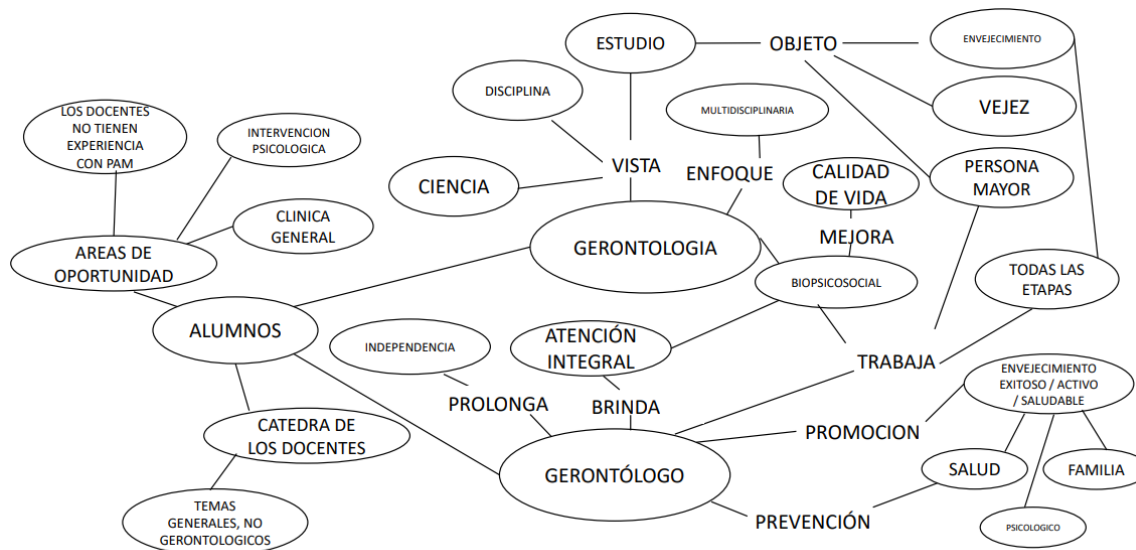 ESTUDIO
OBJETO
ENVEJECIMIENTO
DISCIPLINA
MULTIDISCIPLINARIA
VEJEZ
LOS DOCENTES
NO TIENEN
EXPERIENCIA
CON PAM
INTERVENCION
PSICOLOGICA
VISTA
ENFOQUE
CIENCIA
CALIDAD
DE VIDA
PERSONA
MAYOR
CLINICA
GENERAL
MEJORA
GERONTOLOGIA
AREAS DE
OPORTUNIDAD
BIOPSICOSOCIAL
TODAS LAS
ETAPAS
ALUMNOS
INDEPENDENCIA
ATENCIÓN
INTEGRAL
TRABAJA
ENVEJECIMIENTO
EXITOSO / ACTIVO
/ SALUDABLE
PROLONGA
BRINDA
CATEDRA DE
LOS DOCENTES
PROMOCION
GERONTÓLOGO
SALUD
FAMILIA
TEMAS
GENERALES, NO
GERONTOLOGICOS
PREVENCIÓN
PSICOLOGICO